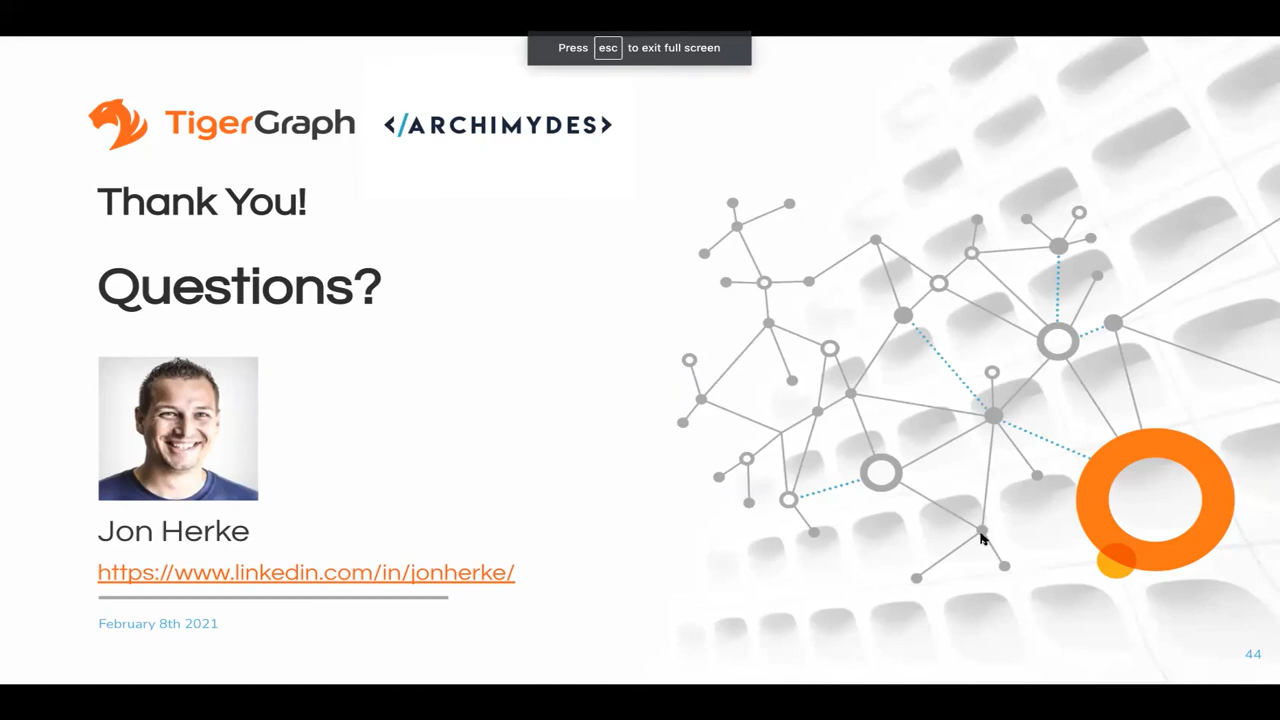 Press esc to exit full screen
TigerGraph </ARCHIMYDES>
Thank You!
Questions?
Jon Herke
https://www.linkedin.com/in/jonherke/
February 8th 2021
44